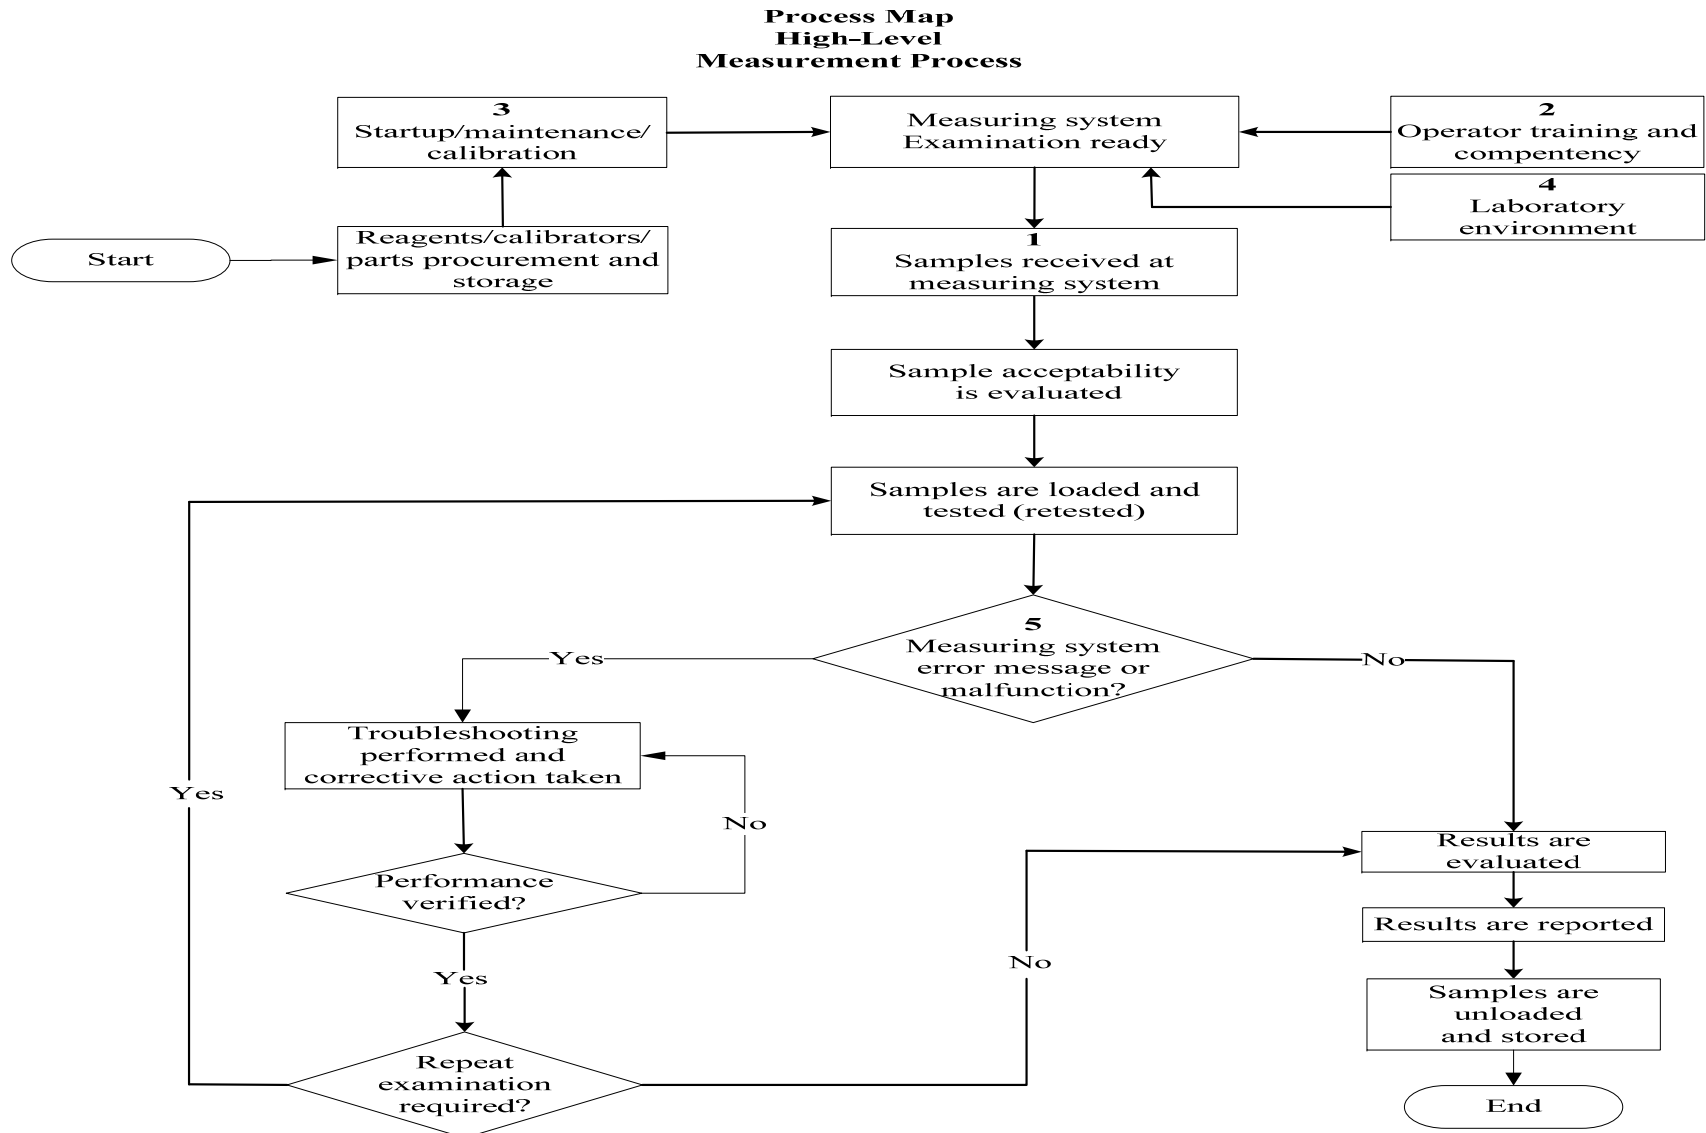 Process Map
High-Level
Measurement Process
3
Startup/maintenance/
calibration
Measuring system
Examination ready
2
Operator training and
compentency
4
Laboratory
environment
Start
Reagents/calibrators/
parts procurement and
storage
1
Samples received at
measuring system
Sample acceptability
is evaluated
Samples are loaded and
tested (retested)
5
Measuring system
error message or
malfunction?
Yes
No
Troubleshooting
performed and
corrective action taken
Yes
No
Performance
verified?
Results are
evaluated
Results are reported
Yes
No
Samples are
unloaded
and stored
Repeat
examination
required?
End